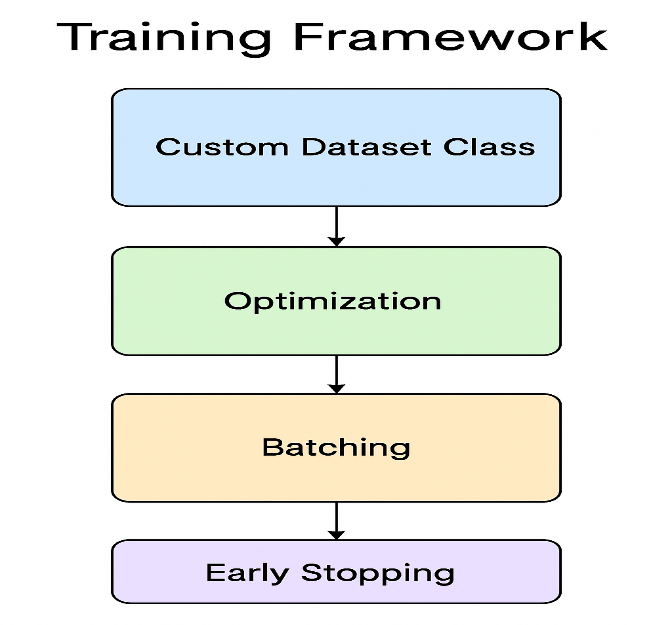 Training Framework
Custom Dataset Class
Optimization
Batching
Early Stopping